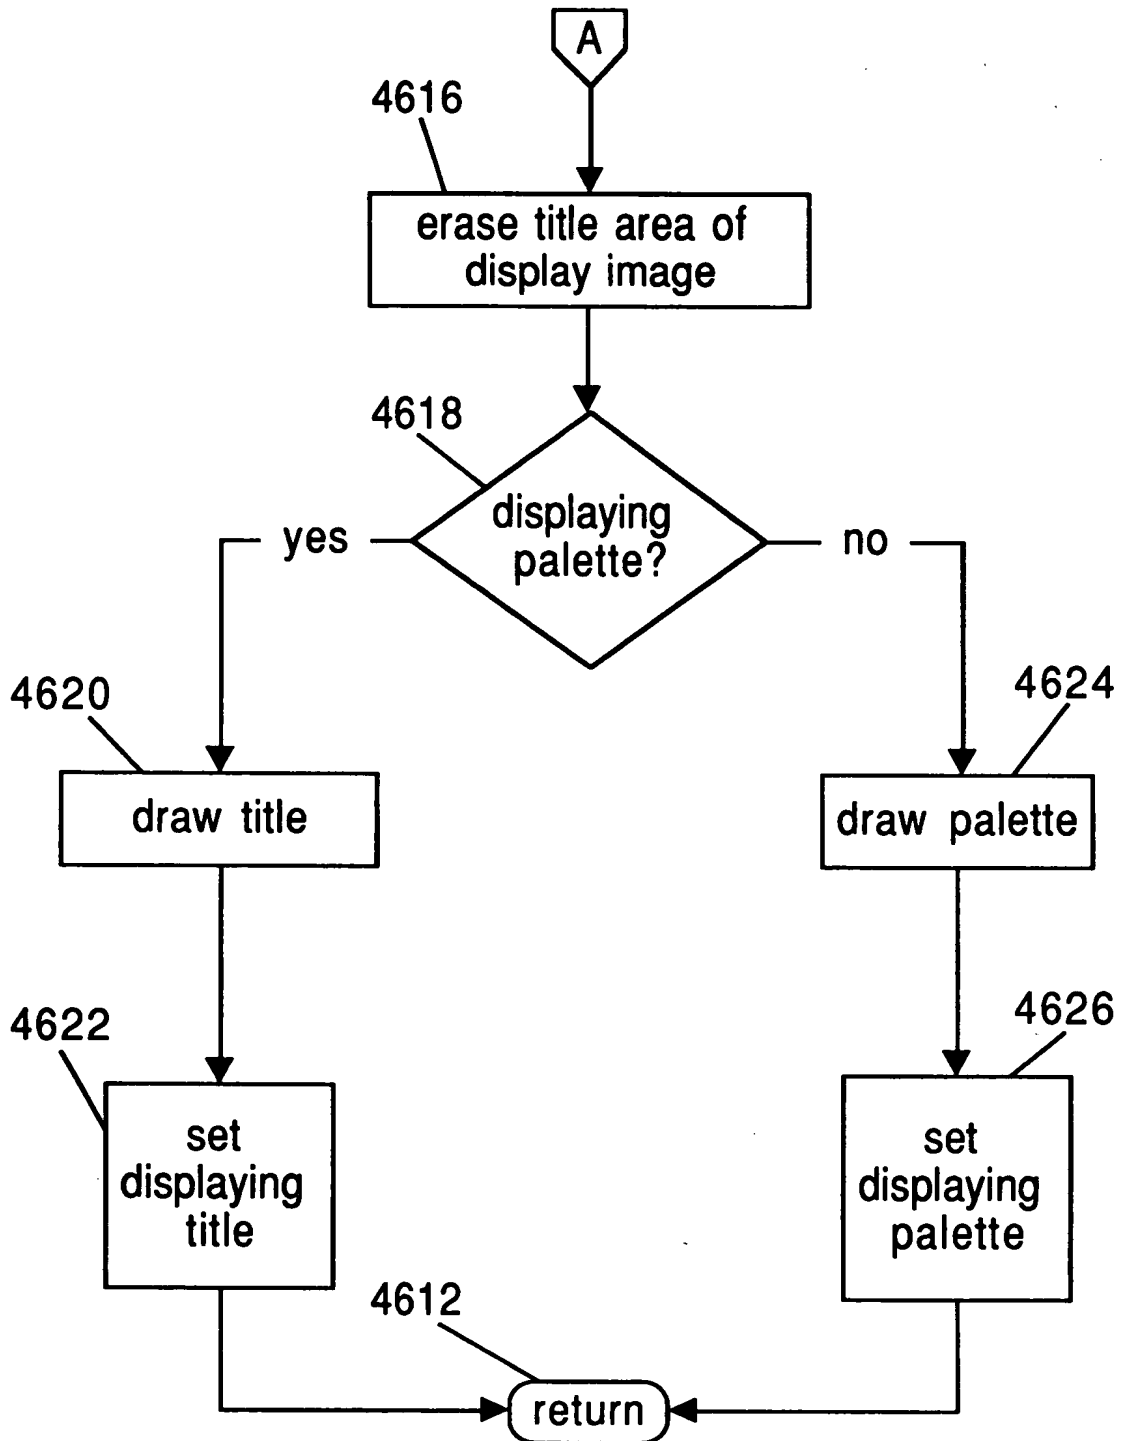 A
4616
erase title area of
display image
4618
displaying
palette?
yes
no
4620
draw title
4624
draw palette
4622
set
displaying
title
4626
set
displaying
palette
4612
return